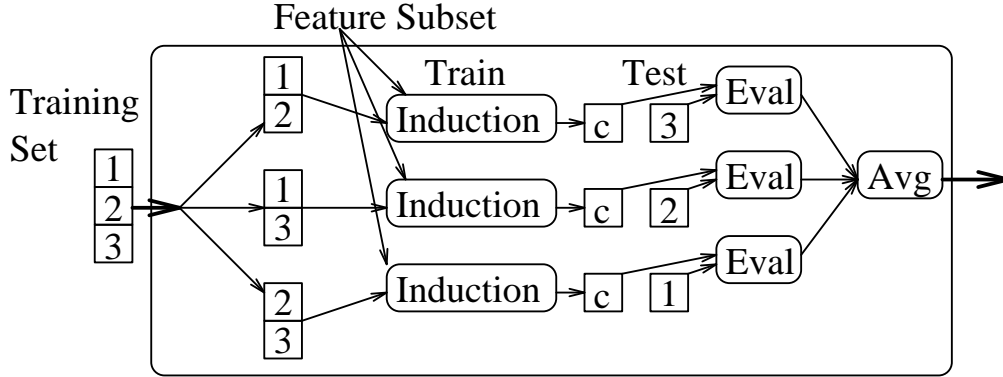 Feature Subset
Training
Set
1
2
3
1
2
1
3
2
3
Train
Induction
Induction
Induction
c
c
c
Test
3
2
1
Eval
Eval
Eval
Avg